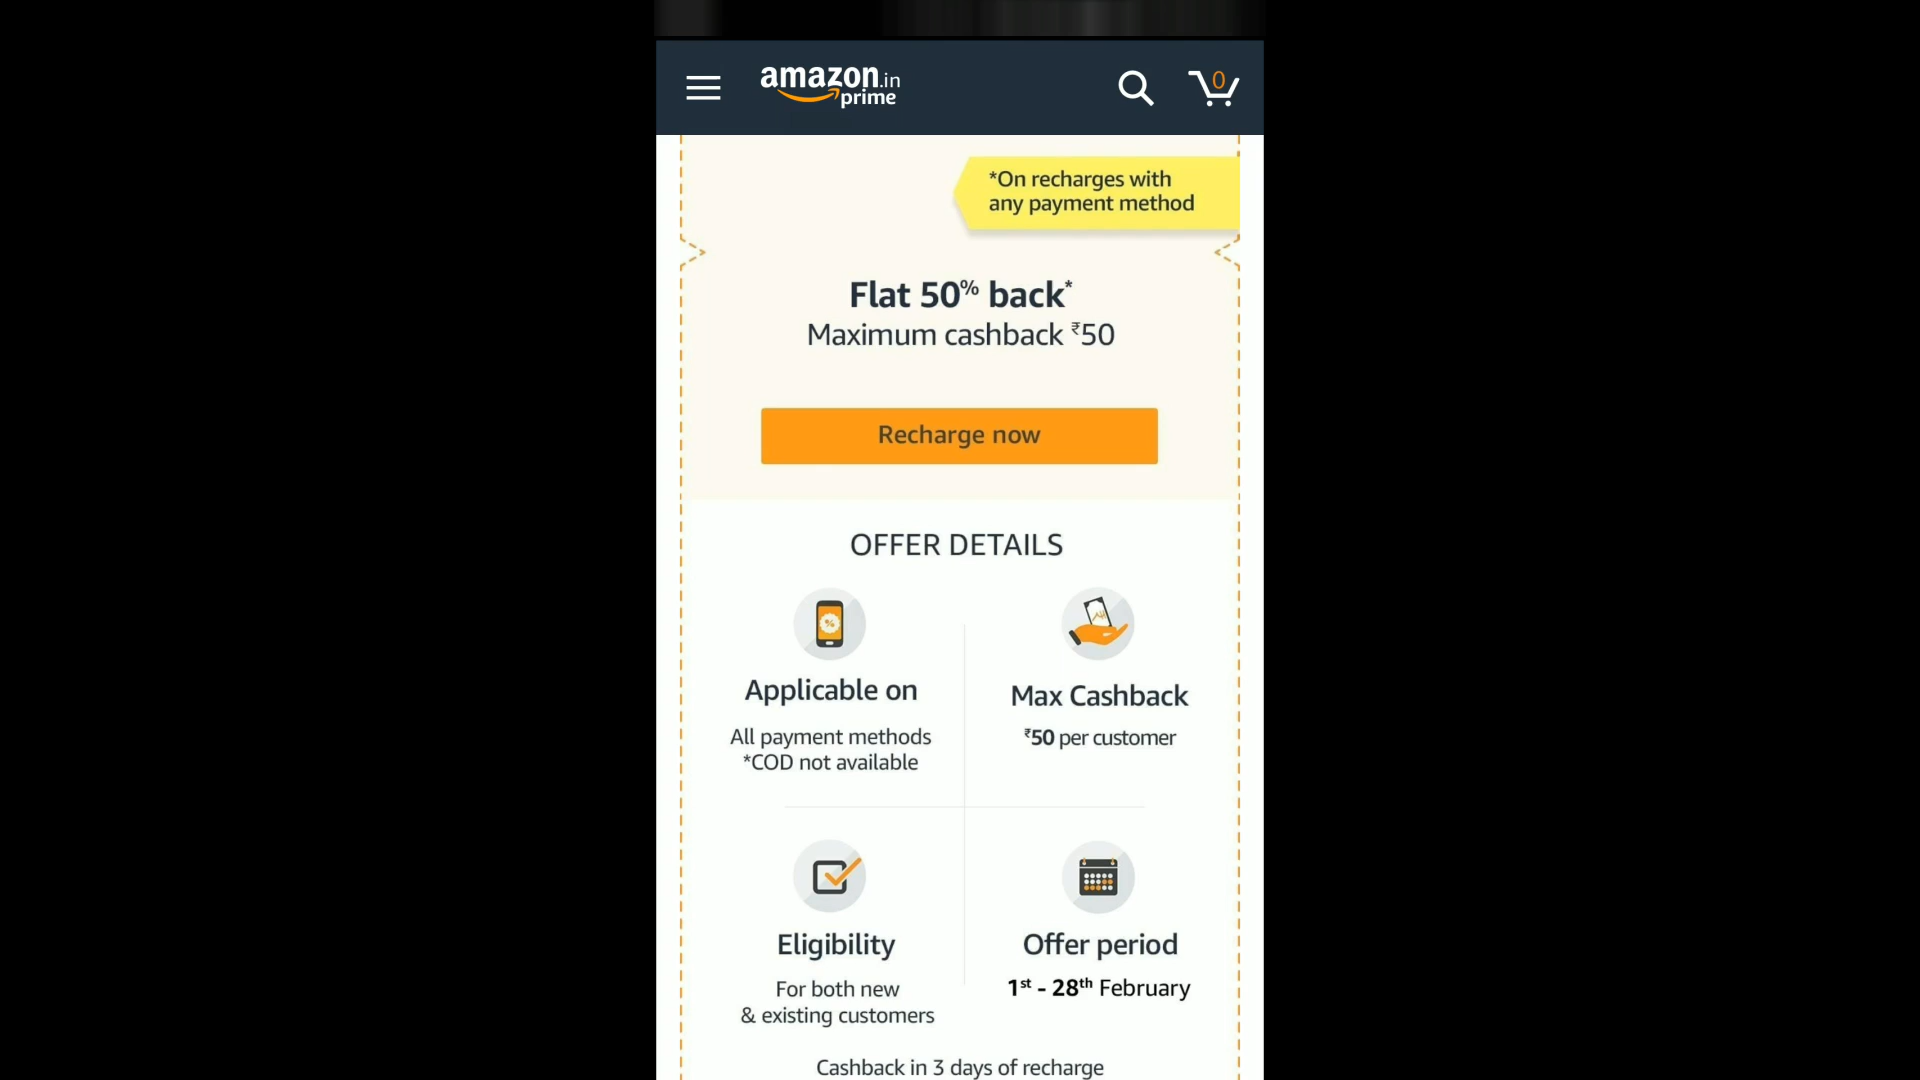 amazon.in
prime
0
*On recharges with
any payment method
Flat 50% back*
Maximum cashback ₹50
Recharge now
OFFER DETAILS
Applicable on
All payment methods
*COD not available
Max Cashback
₹50 per customer
Eligibility
For both new
& existing customers
Offer period
1st - 28th February
Cashback in 3 days of recharge